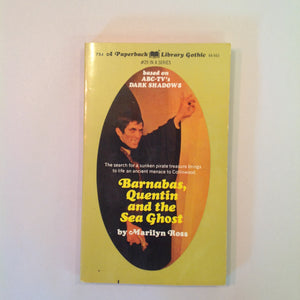 A Paperback Library Gothic
#29 IN A SERIES
based on
ABC-TV's
DARK SHADOWS
The search for a sunken pirate treasure brings
to life an ancient menace to Collinwood.
Barnabas,
Quentin
and the
Sea Ghost
by Marilyn Ross